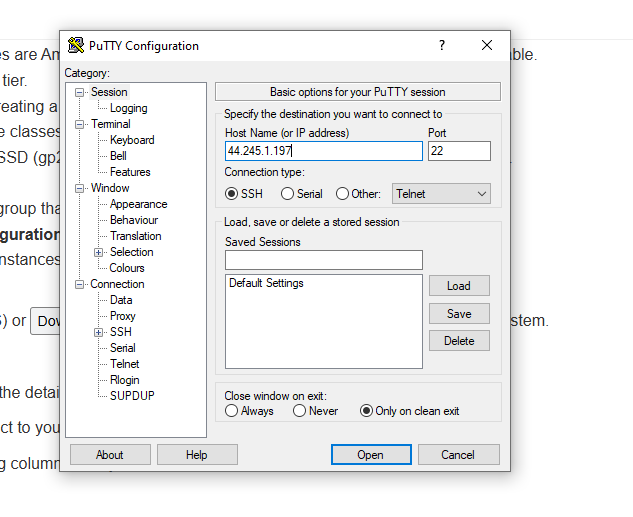 es are Am
able.
tier.
reating a
e classes
SSD (gp2
group tha
guration
nstances
S) or
Dow
stem.
the detai
ct to you
g column
PuTTY Configuration
?
Category:
Session
Logging
Terminal
Keyboard
Bell
Features
Window
Appearance
Behaviour
Translation
Selection
Colours
Connection
Data
Proxy
SSH
Serial
Telnet
Rlogin
SUPDUP
Basic options for your PuTTY session
Specify the destination you want to connect to
Host Name (or IP address) Port
44.245.1.197 22
Connection type:
SSH Serial Other: Telnet
Load, save or delete a stored session
Saved Sessions
Default Settings
Load
Save
Delete
Close window on exit:
Always Never Only on clean exit
About Help Open Cancel